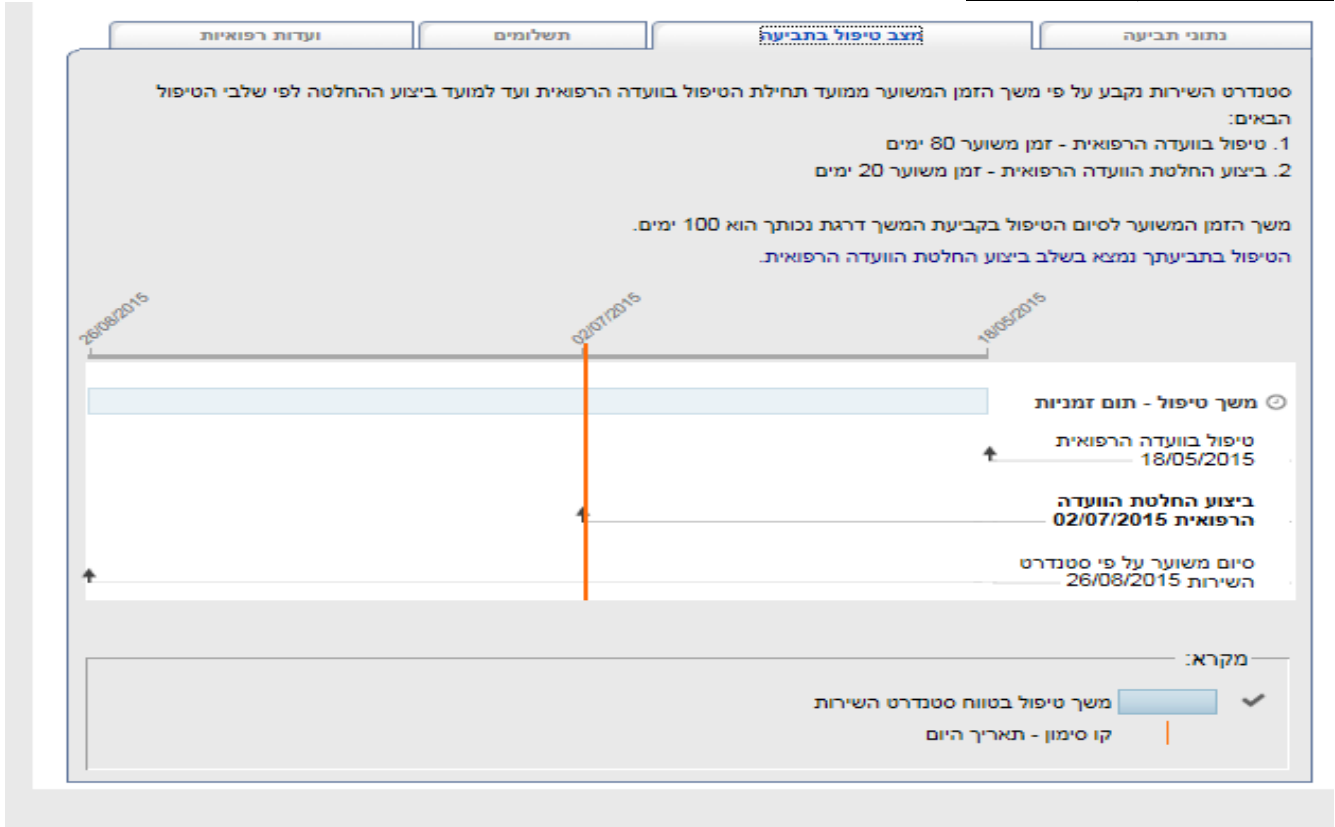 נתוני תביעה
מצב טיפול בתביעה
תשלומים
ועדות רפואיות
סטנדרט השירות נקבע על פי משך הזמן המשוער ממועד תחילת הטיפול בוועדה הרפואית ועד למועד ביצוע ההחלטה לפי שלבי הטיפול
הבאים:
1. טיפול בוועדה הרפואית - זמן משוער 80 ימים
2. ביצוע החלטת הוועדה הרפואית - זמן משוער 20 ימים
משך הזמן המשוער לסיום הטיפול בקביעת המשך דרגת נכותך הוא 100 ימים.
הטיפול בתביעתך נמצא בשלב ביצוע החלטת הוועדה הרפואית.
18/05/2015
02/07/2015
26/08/2015
משך טיפול - תום זמניות
טיפול בוועדה הרפואית
18/05/2015
ביצוע החלטת הוועדה
הרפואית 02/07/2015
סיום משוער על פי סטנדרט
השירות 26/08/2015
מקרא:
משך טיפול בטווח סטנדרט השירות
קו סימון - תאריך היום